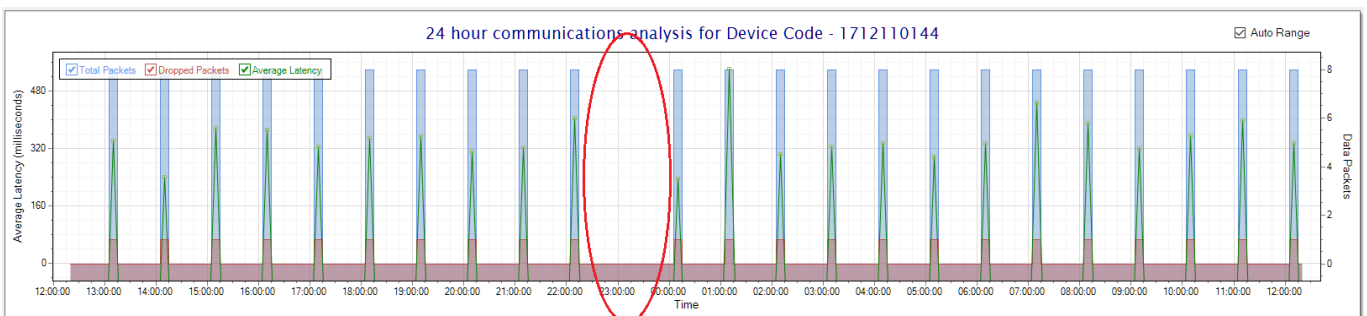 24 hour communications analysis for Device Code - 1712110144
Auto Range
Total Packets Dropped Packets Average Latency
Average Latency (milliseconds)
480
320
160
0
8
6
4
2
0
Data Packets
12:00:00 13:00:00 14:00:00 15:00:00 16:00:00 17:00:00 18:00:00 19:00:00 20:00:00 21:00:00 22:00:00 23:00:00 00:00:00 01:00:00 02:00:00 03:00:00 04:00:00 05:00:00 06:00:00 07:00:00 08:00:00 09:00:00 10:00:00 11:00:00 12:00:00
Time